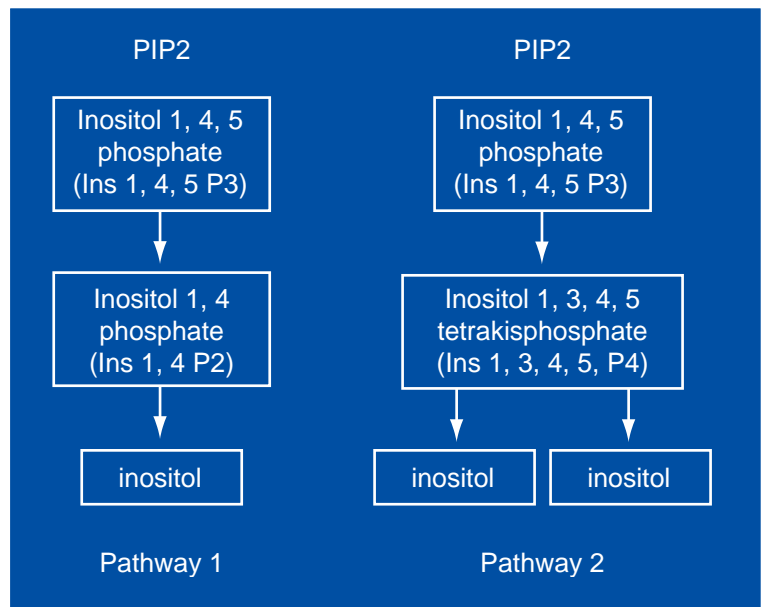 PIP2
Inositol 1, 4, 5
phosphate
(Ins 1, 4, 5 P3)
Inositol 1, 4
phosphate
(Ins 1, 4 P2)
inositol
Pathway 1
PIP2
Inositol 1, 4, 5
phosphate
(Ins 1, 4, 5 P3)
Inositol 1, 3, 4, 5
tetrakisphosphate
(Ins 1, 3, 4, 5, P4)
inositol
inositol
Pathway 2